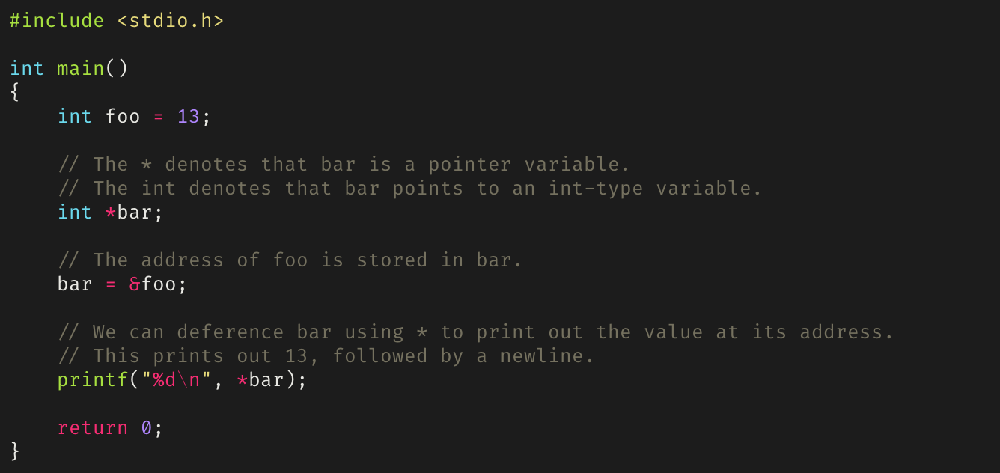 #include <stdio.h>
int main()
{
int foo = 13;
// The * denotes that bar is a pointer variable.
// The int denotes that bar points to an int-type variable.
int *bar;
// The address of foo is stored in bar.
bar = &foo;
// We can deference bar using * to print out the value at its address.
// This prints out 13, followed by a newline.
printf("%d\n", *bar);
return 0;
}